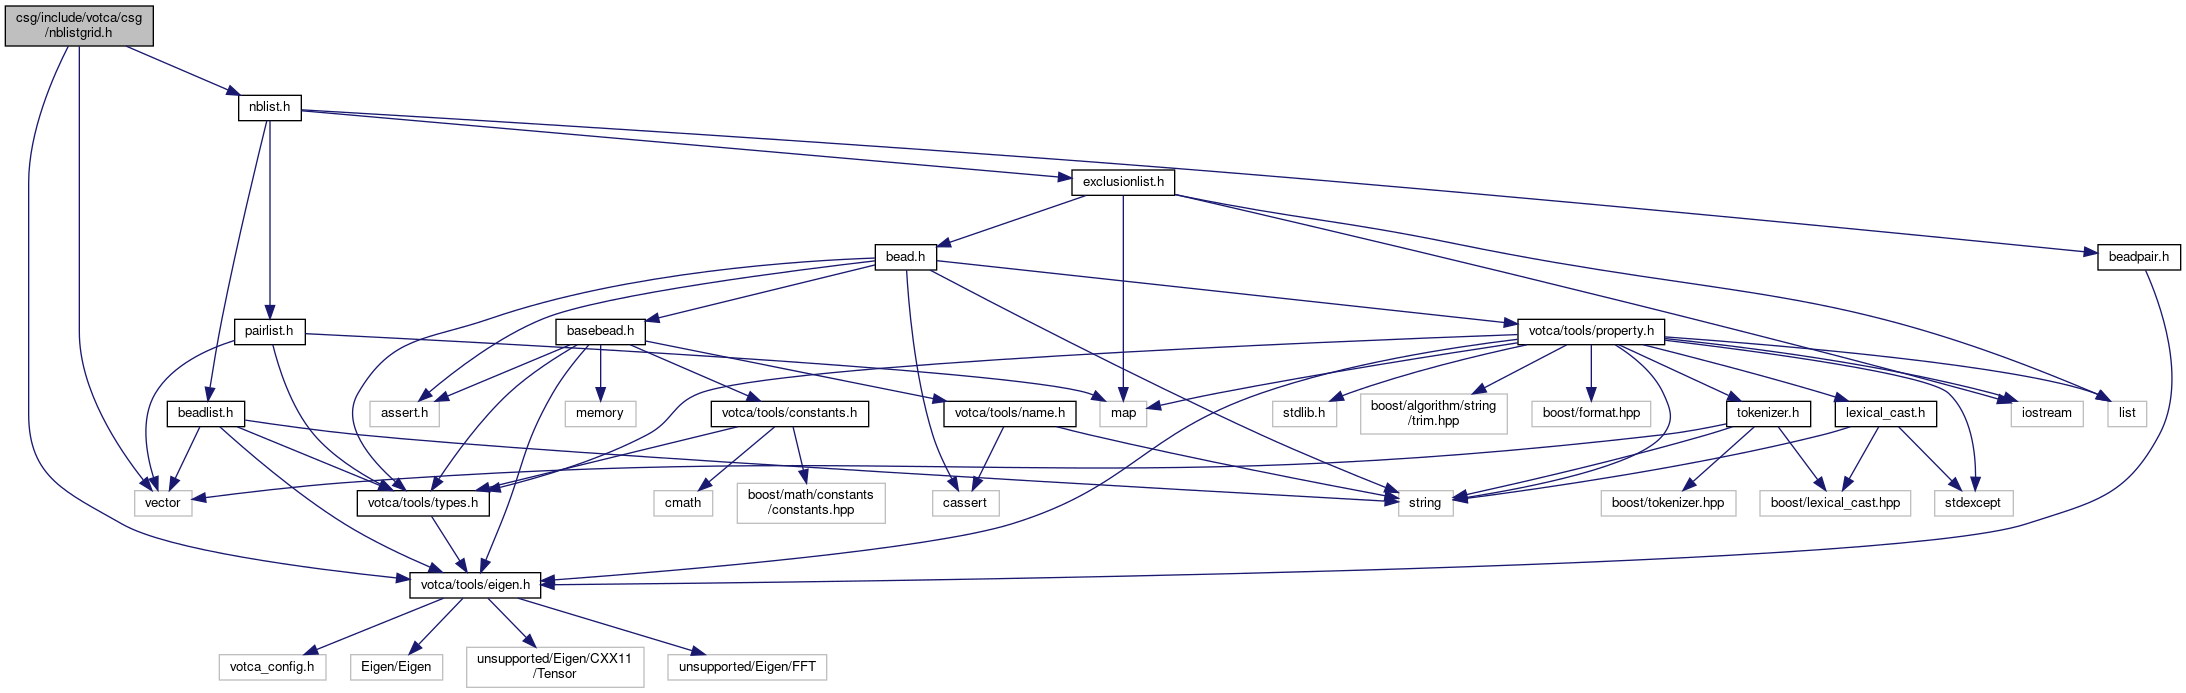 csg/include/votca/csg
/nblistgrid.h
nblist.h
exclusionlist.h
bead.h
beadpair.h
pairlist.h
basebead.h
votca/tools/property.h
beadlist.h
assert.h
memory
votca/tools/constants.h
votca/tools/name.h
map
stdlib.h
boost/algorithm/string
/trim.hpp
boost/format.hpp
tokenizer.h
lexical_cast.h
iostream
list
vector
votca/tools/types.h
cmath
boost/math/constants
/constants.hpp
cassert
string
boost/tokenizer.hpp
boost/lexical_cast.hpp
stdexcept
votca/tools/eigen.h
votca_config.h
Eigen/Eigen
unsupported/Eigen/CXX11
/Tensor
unsupported/Eigen/FFT